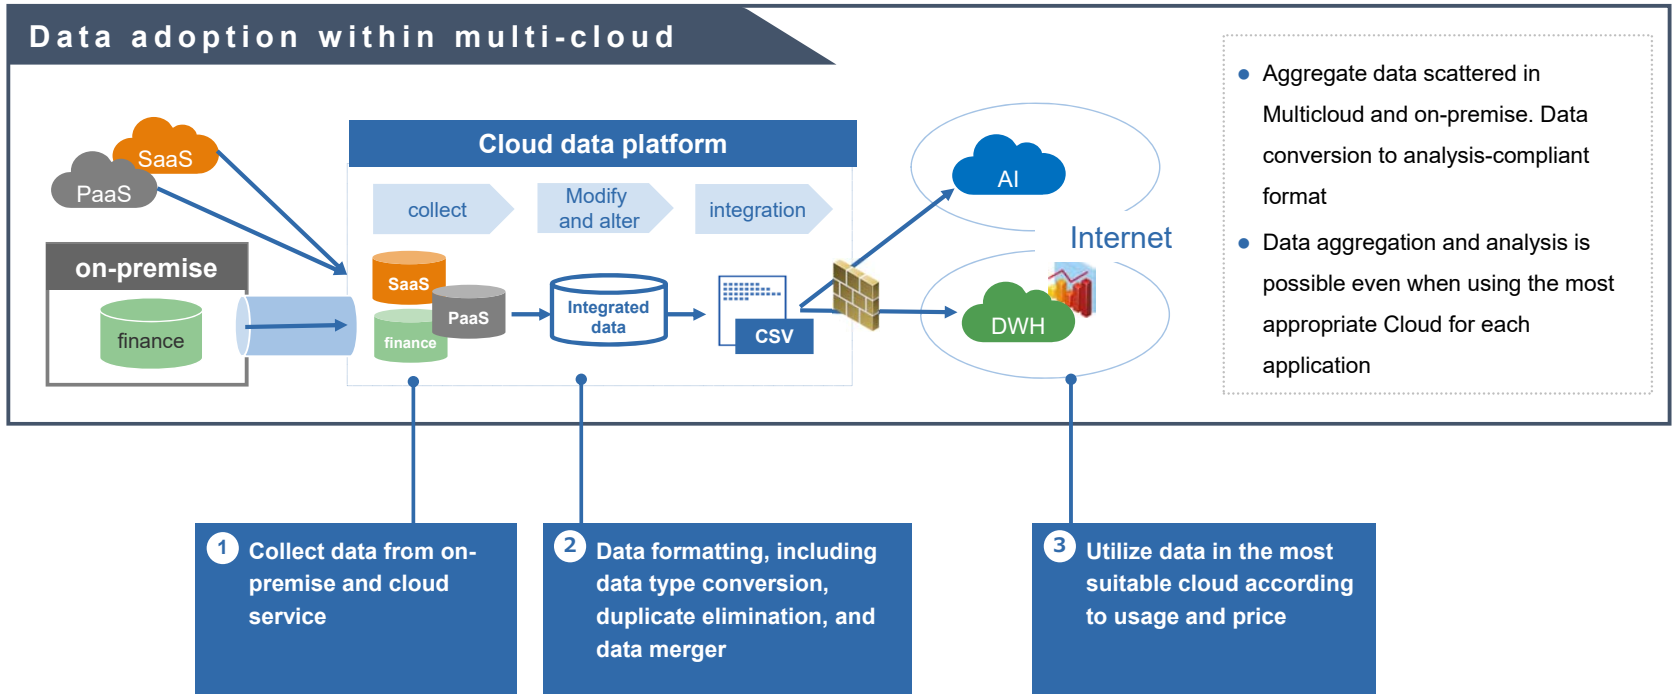 Data adoption within multi-cloud
SaaS
PaaS
on-premise
finance
Cloud data platform
collect
Modify
and alter
integration
SaaS
PaaS
finance
Integrated
data
CSV
AI
Internet
DWH
Aggregate data scattered in
Multicloud and on-premise. Data
conversion to analysis-compliant
format
Data aggregation and analysis is
possible even when using the most
appropriate Cloud for each
application
1
Collect data from on-
premise and cloud
service
2
Data formatting, including
data type conversion,
duplicate elimination, and
data merger
3
Utilize data in the most
suitable cloud according
to usage and price